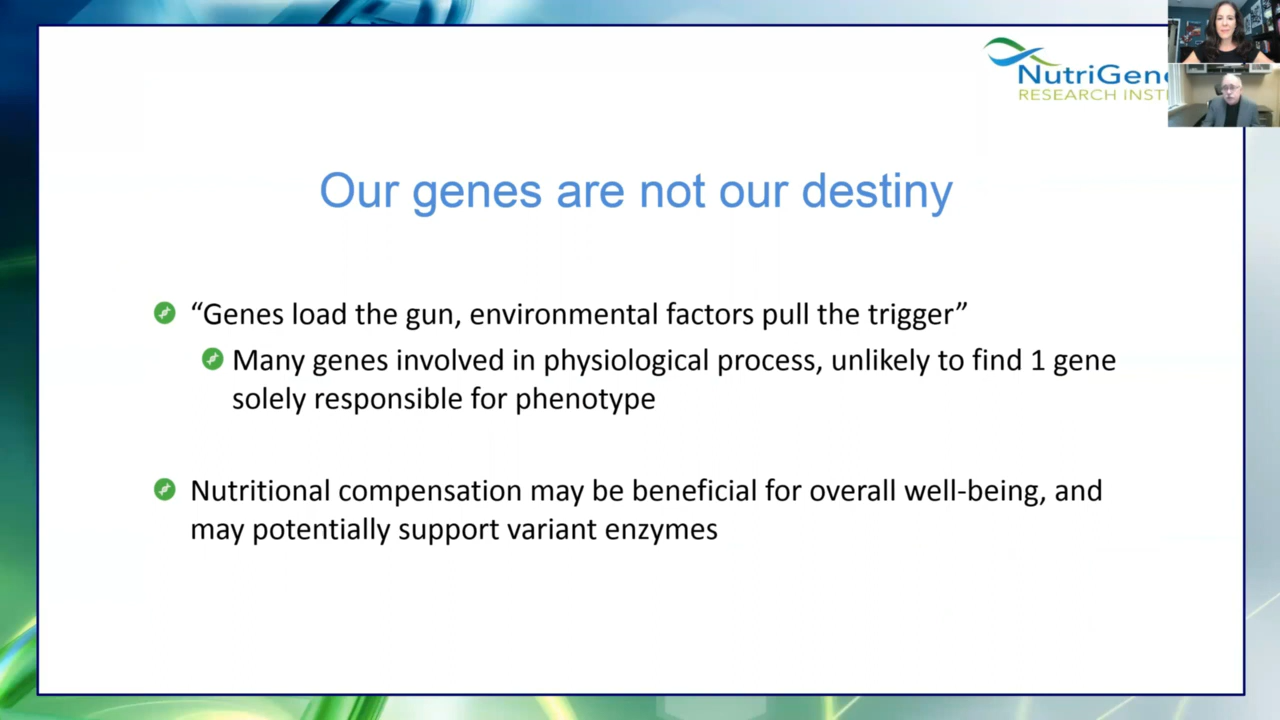 RESEARCH
Our genes are not our destiny
“Genes load the gun, environmental factors pull the trigger”
Many genes involved in physiological process, unlikely to find 1 gene
solely responsible for phenotype
Nutritional compensation may be beneficial for overall well-being, and
may potentially support variant enzymes